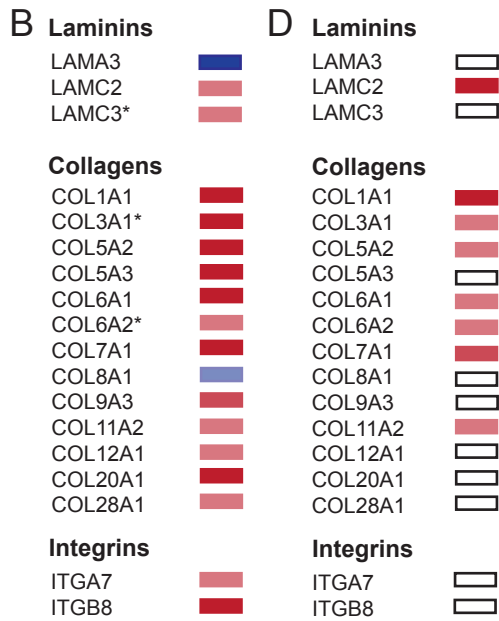 B Laminins
LAMA3
LAMC2
LAMC3*
Collagens
COL1A1
COL3A1*
COL5A2
COL5A3
COL6A1
COL6A2*
COL7A1
COL8A1
COL9A3
COL11A2
COL12A1
COL20A1
COL28A1
Integrins
ITGA7
ITGB8
D Laminins
LAMA3
LAMC2
LAMC3
Collagens
COL1A1
COL3A1
COL5A2
COL5A3
COL6A1
COL6A2
COL7A1
COL8A1
COL9A3
COL11A2
COL12A1
COL20A1
COL28A1
Integrins
ITGA7
ITGB8